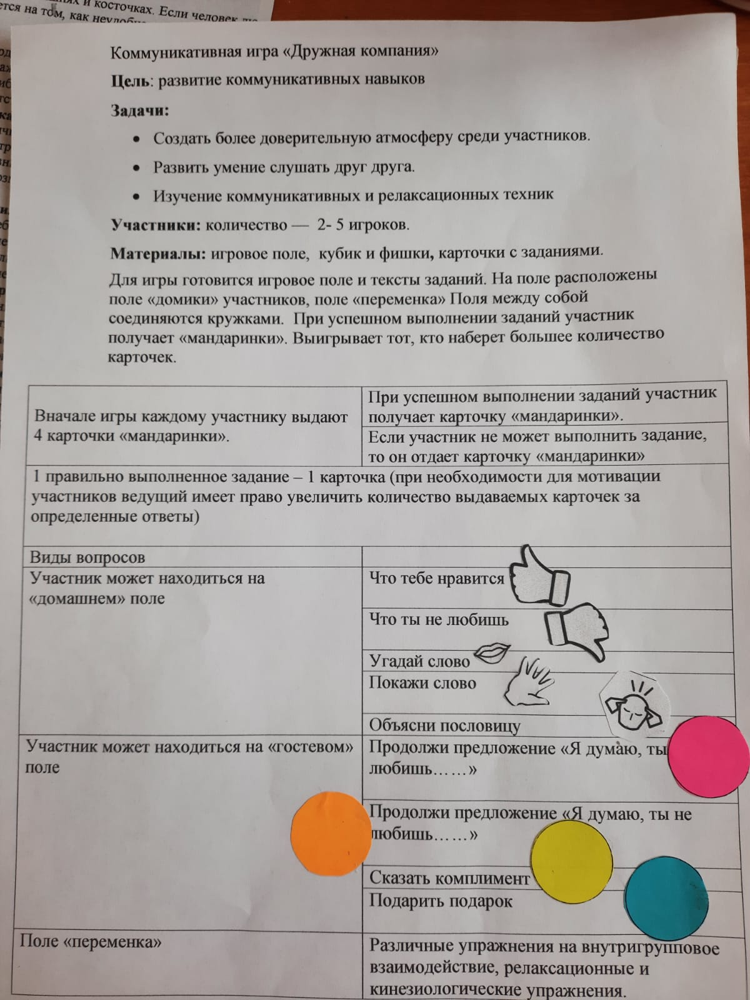 и косточках. Если человек
ется на том, как неудобн
Коммуникативная игра «Дружная компания»
Цель: развитие коммуникативных навыков
Задачи:
• Создать более доверительную атмосферу среди участников.
• Развить умение слушать друг друга.
• Изучение коммуникативных и релаксационных техник
Участники: количество — 2- 5 игроков.
Материалы: игровое поле, кубик и фишки, карточки с заданиями.
Для игры готовится игровое поле и тексты заданий. На поле расположены
поле «домики» участников, поле «переменка» Поля между собой
соединяются кружками. При успешном выполнении заданий участник
получает «мандаринки». Выигрывает тот, кто наберет большее количество
карточек.
Вначале игры каждому участнику выдают
4 карточки «мандаринки».
При успешном выполнении заданий участник
получает карточку «мандаринки».
Если участник не может выполнить задание,
то он отдает карточку «мандаринки»
1 правильно выполненное задание – 1 карточка (при необходимости для мотивации
участников ведущий имеет право увеличить количество выдаваемых карточек за
определенные ответы)
Виды вопросов
Участник может находиться на
«домашнем» поле
Что тебе нравится
Что ты не любишь
Угадай слово
Покажи слово
Объясни пословицу
Участник может находиться на «гостевом»
поле
Продолжи предложение «Я думаю, ты
любишь……»
Продолжи предложение «Я думаю, ты не
любишь……»
Сказать комплимент
Подарить подарок
Поле «переменка»
Различные упражнения на внутригрупповое
взаимодействие, релаксационные и
кинезиологические упражнения.